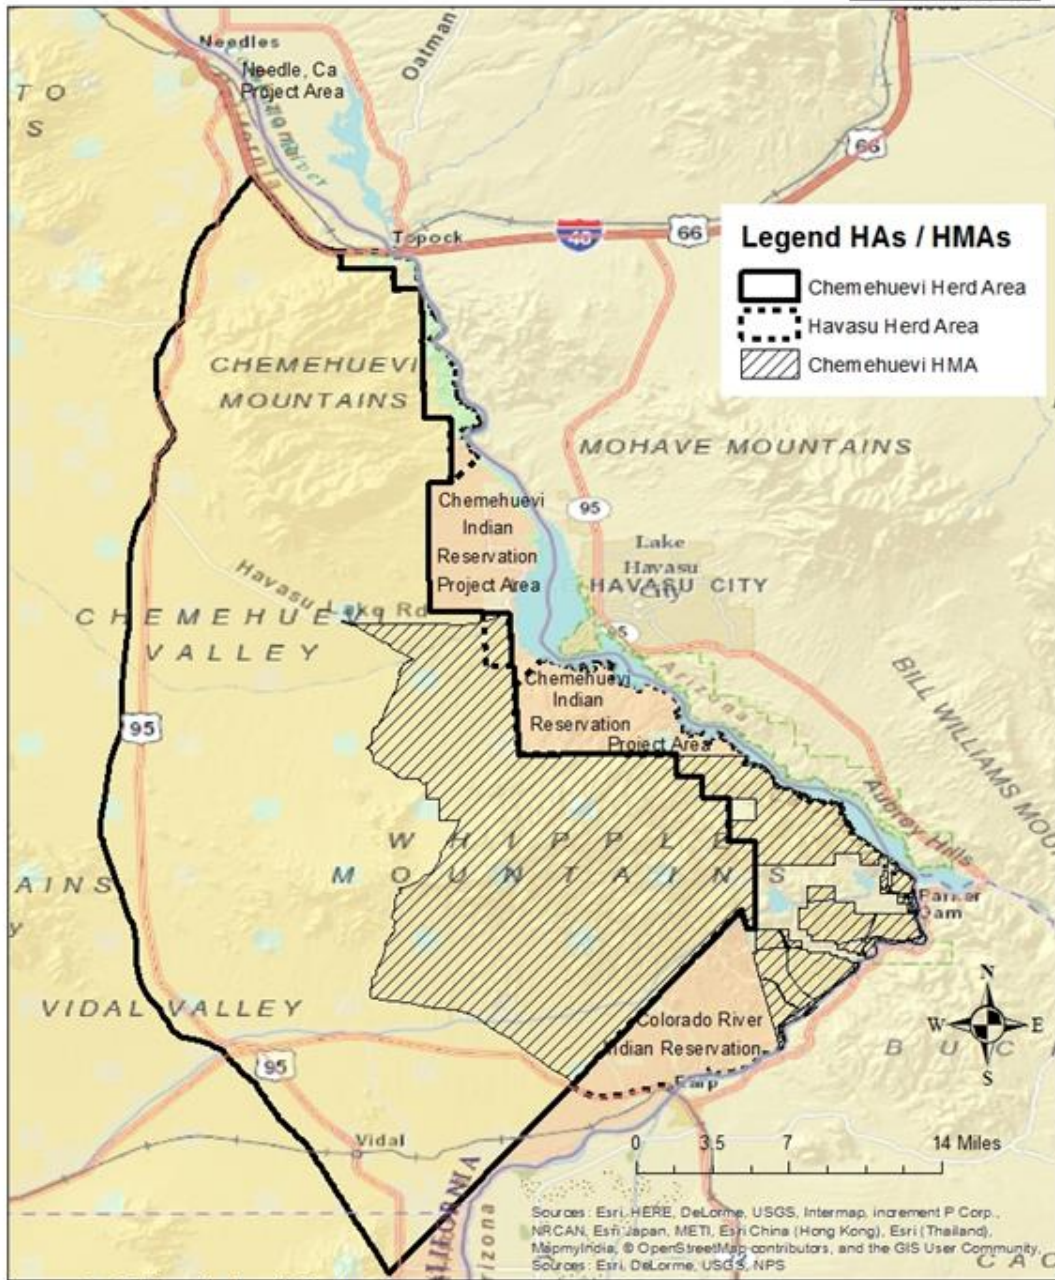 Needles
Needle, Ca
Project Area
Oatman
T O
S
River
66
Topock
40
66
Legend HAs / HMAs
Chemehuevi Herd Area
Havasu Herd Area
Chemehuevi HMA
CHEMEHUEVI
MOUNTAINS
MOHAVE MOUNTAINS
Chemehuevi
Indian
Reservation
Project Area
95
Lake
Havasu
City
HAVASU CITY
Havasu Lake Rd
CHEMEHUEVI
VALLEY
95
Chemehuevi
Indian
Reservation
Project Area
Arizona
BILL WILLIAMS MOU
95
Aubrey Hills
WHIPPLE
MOUNTAINS
AINS
y
Parker
Dam
VIDAL VALLEY
Colorado River
Indian Reservation
N
W E
S
B U C
95
Earp
Vidal
0 3.5 7 14 Miles
ALIFORNIA
rizona
Sources: Esri, HERE, DeLorme, USGS, Intermap, increment P Corp.,
NRCAN, Esri Japan, METI, Esri China (Hong Kong), Esri (Thailand),
MapmyIndia, © OpenStreetMap contributors, and the GIS User Community,
Sources: Esri, DeLorme, USGS, NPS
C A C